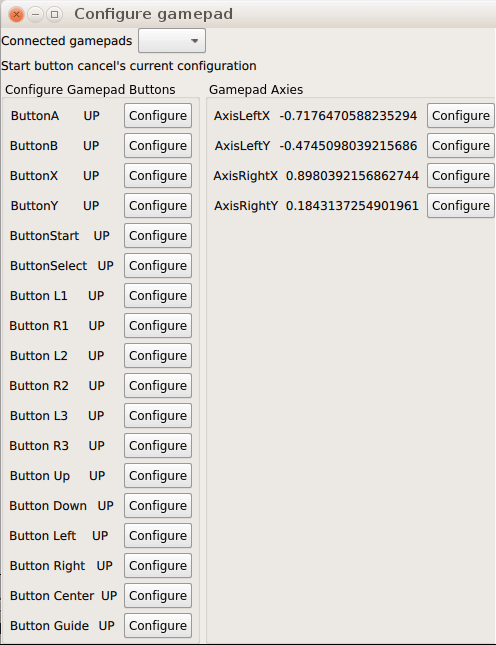 Configure gamepad
Connected gamepads
Start button cancel's current configuration
Configure Gamepad Buttons
ButtonA UP Configure
ButtonB UP Configure
ButtonX UP Configure
ButtonY UP Configure
ButtonStart UP Configure
ButtonSelect UP Configure
Button L1 UP Configure
Button R1 UP Configure
Button L2 UP Configure
Button R2 UP Configure
Button L3 UP Configure
Button R3 UP Configure
Button Up UP Configure
Button Down UP Configure
Button Left UP Configure
Button Right UP Configure
Button Center UP Configure
Button Guide UP Configure
Gamepad Axies
AxisLeftX -0.7176470588235294 Configure
AxisLeftY -0.4745098039215686 Configure
AxisRightX 0.8980392156862744 Configure
AxisRightY 0.1843137254901961 Configure